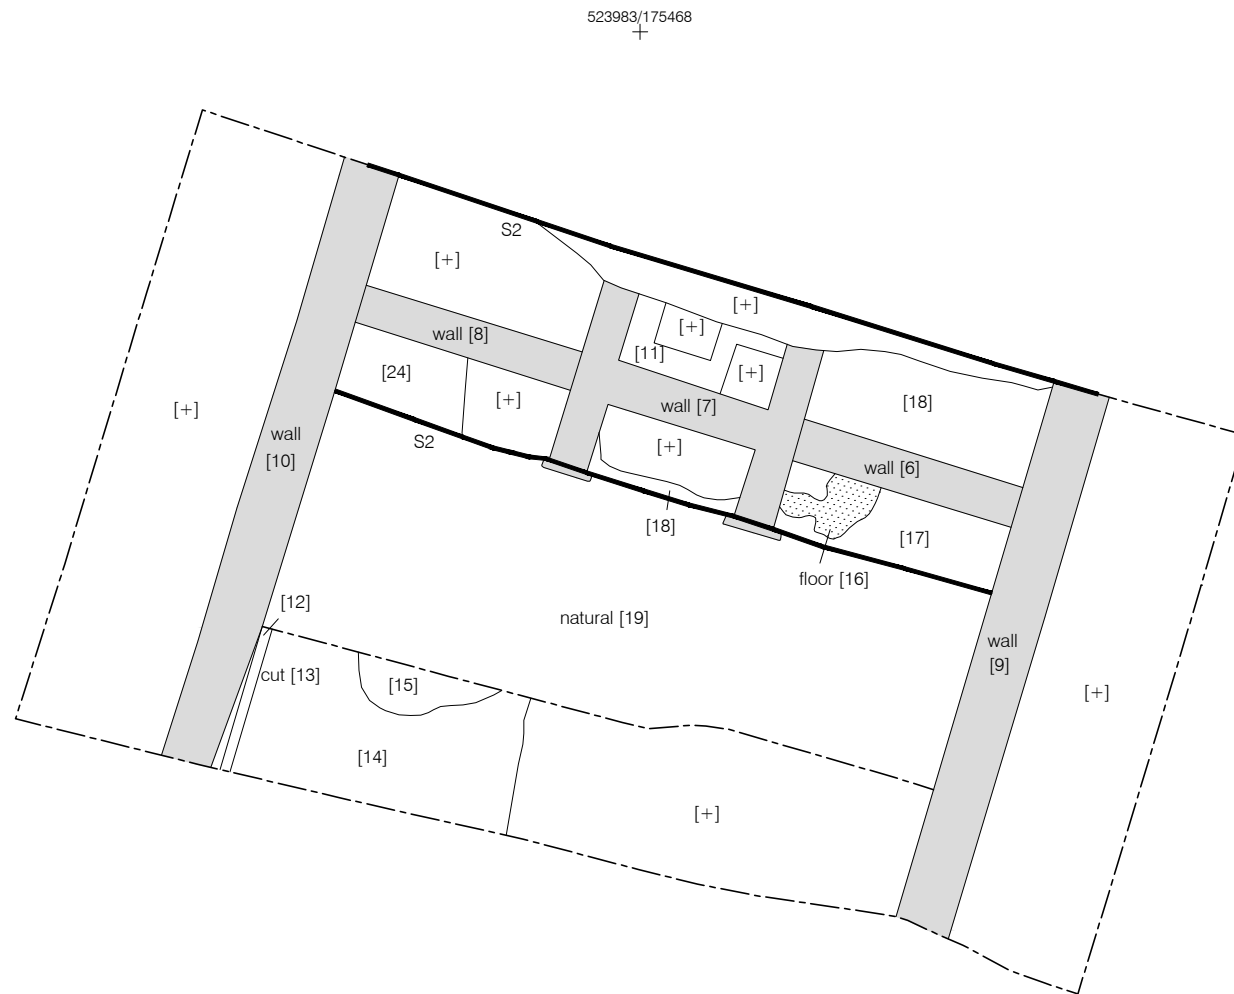 523983/175468
S2
[+]
[+]
[+]
wall [8]
[11]
[24]
[+]
[+]
[18]
[+]
wall [7]
wall
[10]
S2
[+]
wall [6]
[18]
[17]
floor [16]
[12]
natural [19]
wall
[9]
cut [13]
[15]
[+]
[14]
[+]